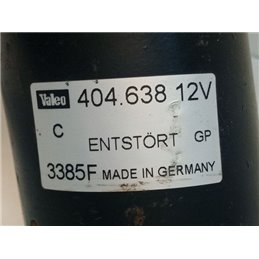 Valeo 404.638 12V
C ENTSTÖRT GP
3385F MADE IN GERMANY